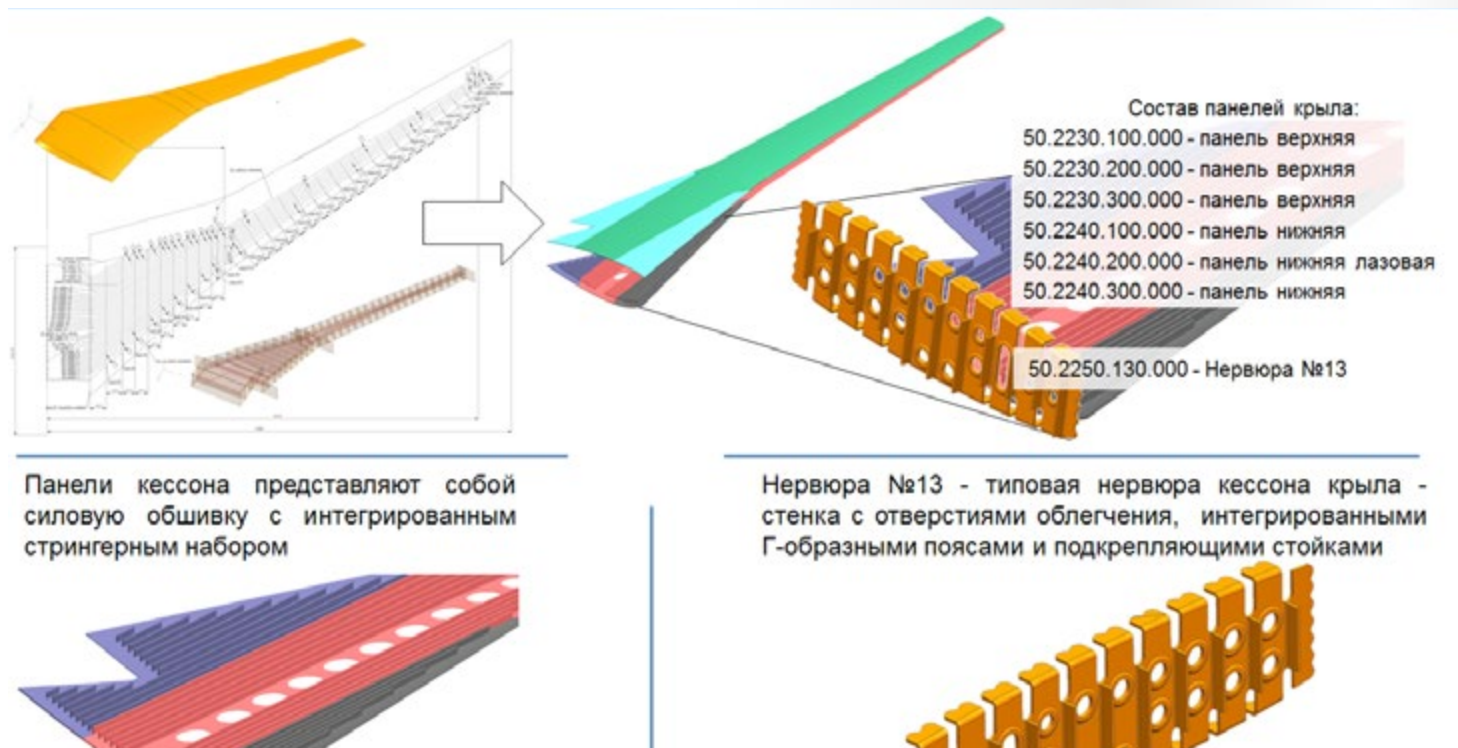 Состав панелей крыла:
50.2230.100.000 - панель верхняя
50.2230.200.000 - панель верхняя
50.2230.300.000 - панель верхняя
50.2240.100.000 - панель нижняя
50.2240.200.000 - панель нижняя лазовая
50.2240.300.000 - панель нижняя
50.2250.130.000 - Нервюра №13
Панели кессона представляют собой
силовую обшивку с интегрированным
стрингерным набором
Нервюра №13 - типовая нервюра кессона крыла -
стенка с отверстиями облегчения, интегрированными
Г-образными поясами и подкрепляющими стойками